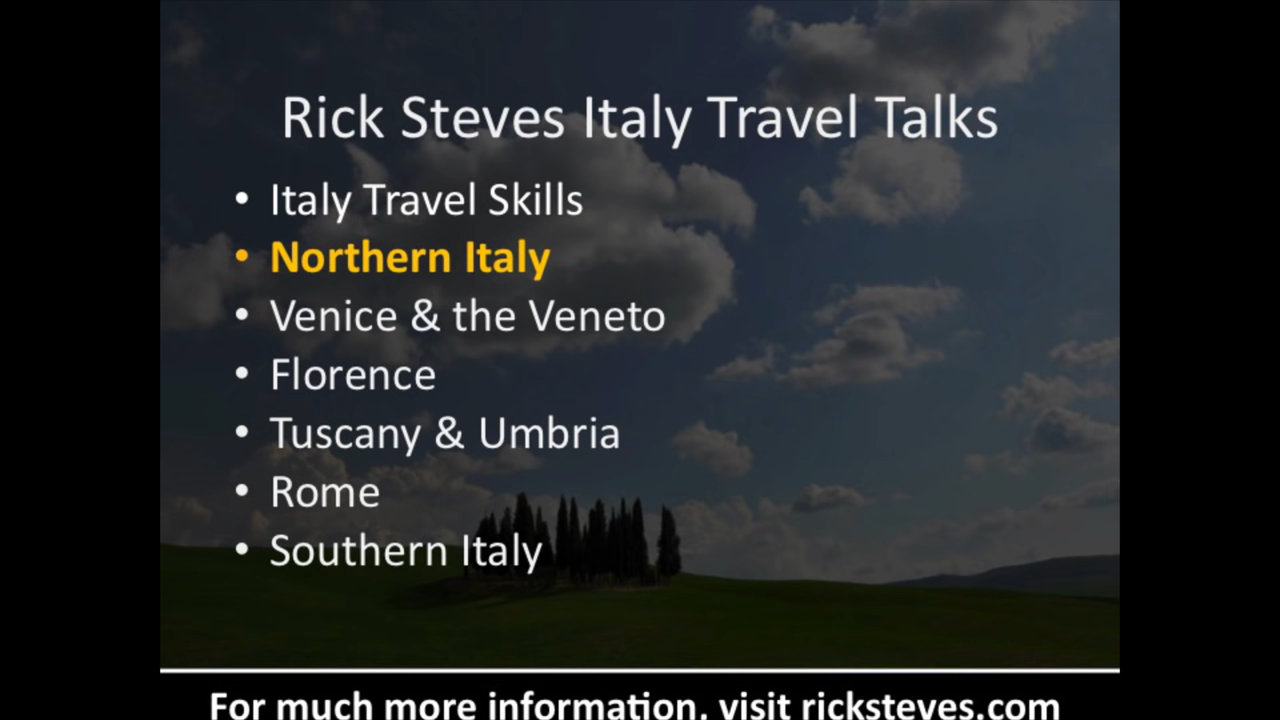 Rick Steves Italy Travel Talks
• Italy Travel Skills
• Northern Italy
• Venice & the Veneto
• Florence
• Tuscany & Umbria
• Rome
• Southern Italy
For much more information, visit ricksteves.com